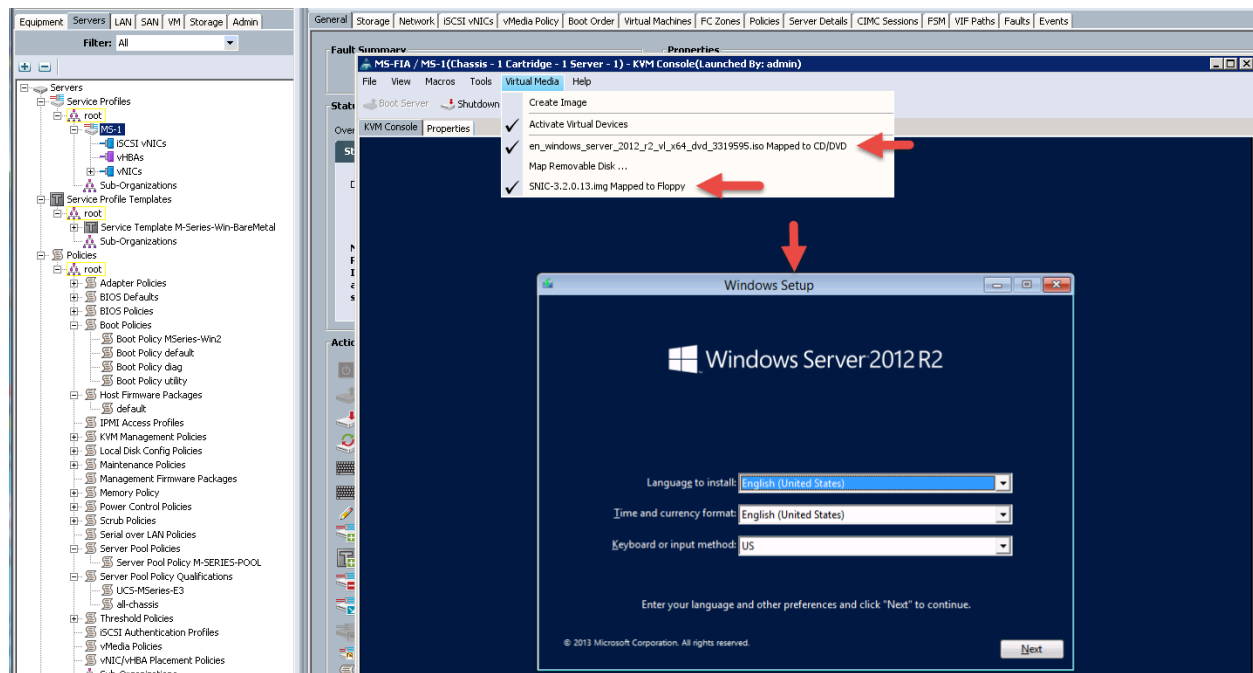 Equipment Servers LAN SAN VM Storage Admin
Filter: All
Servers
Service Profiles
root
MS-1
iSCSI vNICs
vHBAs
vNICs
Sub-Organizations
Service Profile Templates
root
Service Template M-Series-Win-BareMetal
Sub-Organizations
Policies
root
Adapter Policies
BIOS Defaults
BIOS Policies
Boot Policies
Boot Policy MSeries-Win2
Boot Policy default
Boot Policy diag
Boot Policy utility
Host Firmware Packages
default
IPMI Access Profiles
KVM Management Policies
Local Disk Config Policies
Maintenance Policies
Management Firmware Packages
Memory Policy
Power Control Policies
Scrub Policies
Serial over LAN Policies
Server Pool Policies
Server Pool Policy M-SERIES-POOL
Server Pool Policy Qualifications
UCS-MSeries-E3
all-chassis
Threshold Policies
iSCSI Authentication Profiles
vMedia Policies
vNIC/vHBA Placement Policies
Sub-Organizations
General Storage Network iSCSI vNICs vMedia Policy Boot Order Virtual Machines FC Zones Policies Server Details CIMC Sessions FSM VIF Paths Faults Events
Fault Summary Properties
MS-FIA / MS-1(Chassis - 1 Cartridge - 1 Server - 1) - KVM Console(Launched By: admin)
File View Macros Tools Virtual Media Help
Boot Server Shutdown
KVM Console Properties
Create Image
Activate Virtual Devices
en_windows_server_2012_r2_vl_x64_dvd_3319595.iso Mapped to CD/DVD
Map Removable Disk ...
SNIC-3.2.0.13.img Mapped to Floppy
Windows Setup
Windows Server 2012 R2
Language to install: English (United States)
Time and currency format: English (United States)
Keyboard or input method: US
Enter your language and other preferences and click "Next" to continue.
© 2013 Microsoft Corporation. All rights reserved.
Next